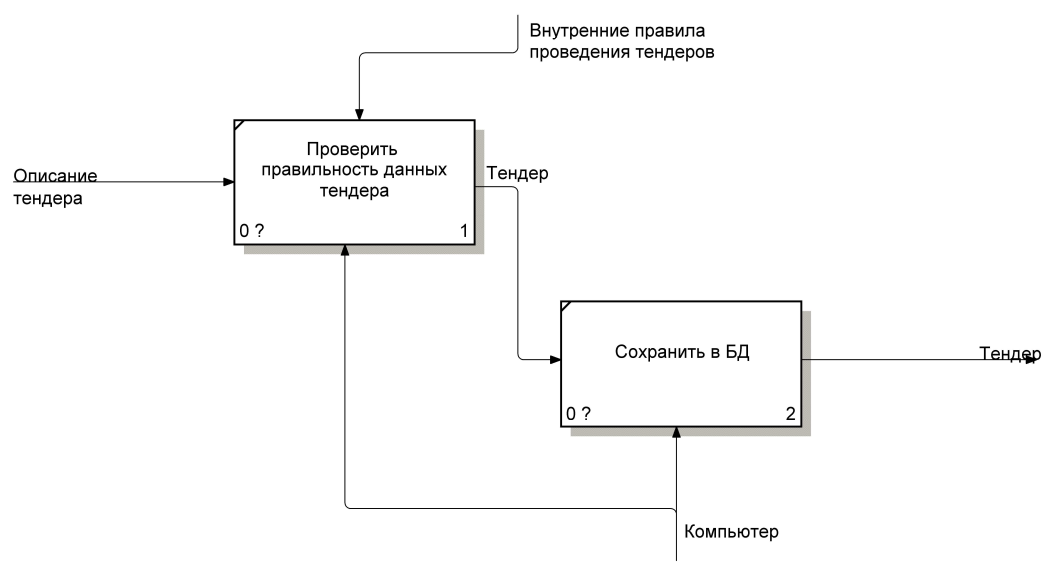 Внутренние правила
проведения тендеров
Проверить
правильность данных
тендера
0 ?
1
Описание
тендера
Тендер
Сохранить в БД
0 ?
2
Тендер
Компьютер